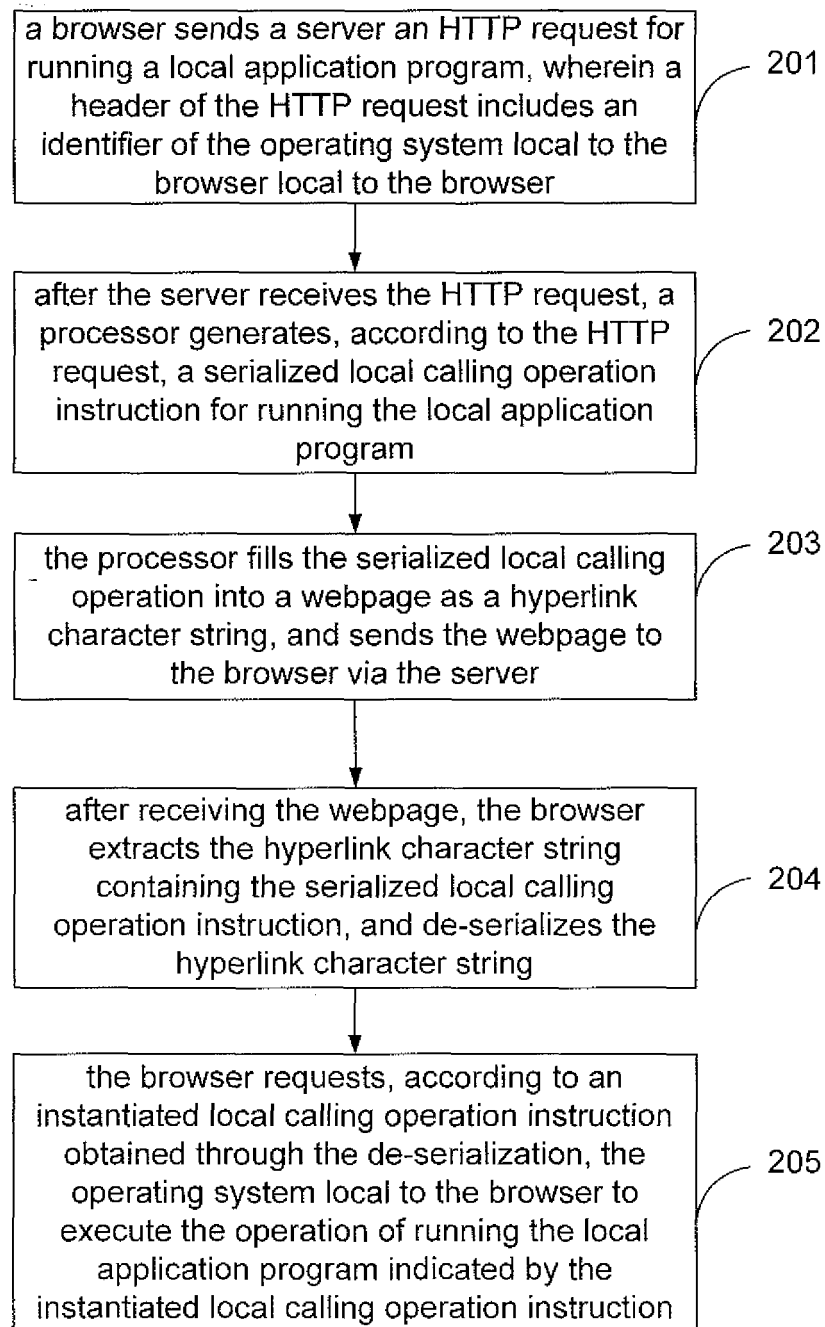 a browser sends a server an HTTP request for
running a local application program, wherein a
header of the HTTP request includes an
identifier of the operating system local to the
browser local to the browser
201
after the server receives the HTTP request, a
processor generates, according to the HTTP
request, a serialized local calling operation
instruction for running the local application
program
202
the processor fills the serialized local calling
operation into a webpage as a hyperlink
character string, and sends the webpage to
the browser via the server
203
after receiving the webpage, the browser
extracts the hyperlink character string
containing the serialized local calling
operation instruction, and de-serializes the
hyperlink character string
204
the browser requests, according to an
instantiated local calling operation instruction
obtained through the de-serialization, the
operating system local to the browser to
execute the operation of running the local
application program indicated by the
instantiated local calling operation instruction
205